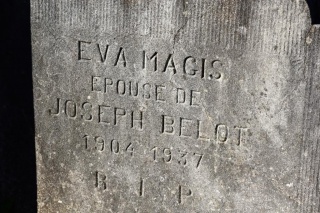 EVA MAGIS
EPOUSE DE
JOSEPH BELOT
1904-1937
R I P